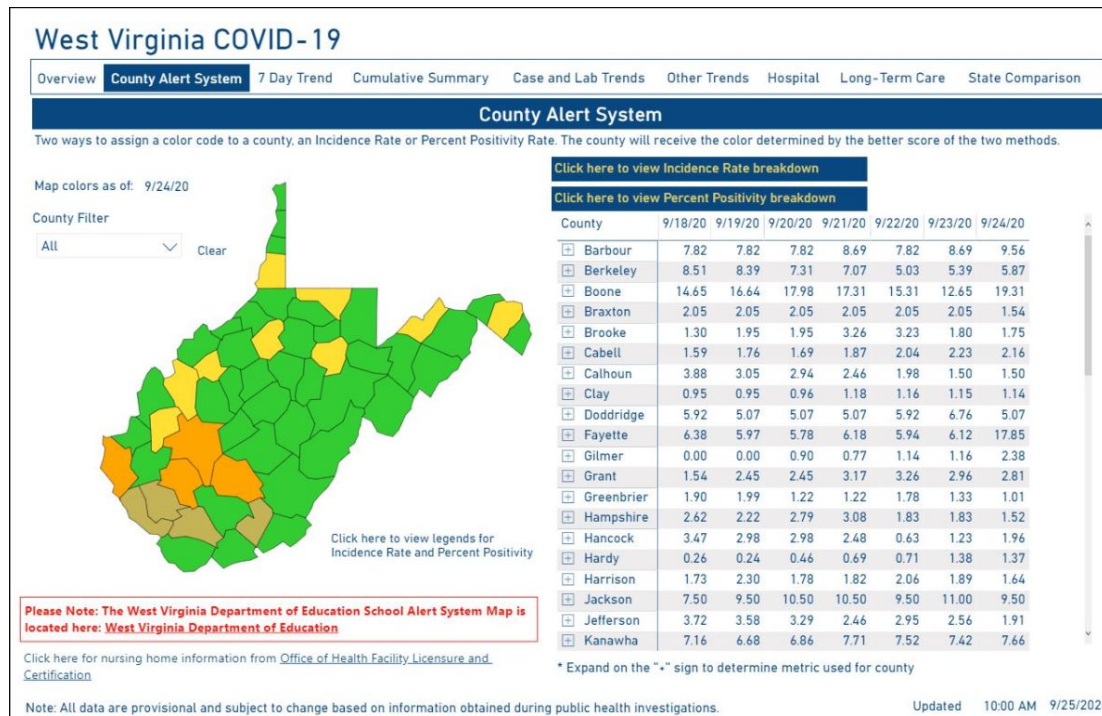 West Virginia COVID-19
Overview County Alert System 7 Day Trend Cumulative Summary Case and Lab Trends Other Trends Hospital Long-Term Care State Comparison
County Alert System
Two ways to assign a color code to a county, an Incidence Rate or Percent Positivity Rate. The county will receive the color determined by the better score of the two methods.
Map colors as of: 9/24/20
County Filter
All
Clear
Click here to view legends for
Incidence Rate and Percent Positivity
Please Note: The West Virginia Department of Education School Alert System Map is
located here: West Virginia Department of Education
Click here for nursing home information from Office of Health Facility Licensure and
Certification
Click here to view Incidence Rate breakdown
Click here to view Percent Positivity breakdown
County 9/18/20 9/19/20 9/20/20 9/21/20 9/22/20 9/23/20 9/24/20
Barbour 7.82 7.82 7.82 8.69 7.82 8.69 9.56
Berkeley 8.51 8.39 7.31 7.07 5.03 5.39 5.87
Boone 14.65 16.64 17.98 17.31 15.31 12.65 19.31
Braxton 2.05 2.05 2.05 2.05 2.05 2.05 1.54
Brooke 1.30 1.95 1.95 3.26 3.23 1.80 1.75
Cabell 1.59 1.76 1.69 1.87 2.04 2.23 2.16
Calhoun 3.88 3.05 2.94 2.46 1.98 1.50 1.50
Clay 0.95 0.95 0.96 1.18 1.16 1.15 1.14
Doddridge 5.92 5.07 5.07 5.07 5.92 6.76 5.07
Fayette 6.38 5.97 5.78 6.18 5.94 6.12 17.85
Gilmer 0.00 0.00 0.90 0.77 1.14 1.16 2.38
Grant 1.54 2.45 2.45 3.17 3.26 2.96 2.81
Greenbrier 1.90 1.99 1.22 1.22 1.78 1.33 1.01
Hampshire 2.62 2.22 2.79 3.08 1.83 1.83 1.52
Hancock 3.47 2.98 2.98 2.48 0.63 1.23 1.96
Hardy 0.26 0.24 0.46 0.69 0.71 1.38 1.37
Harrison 1.73 2.30 1.78 1.82 2.06 1.89 1.64
Jackson 7.50 9.50 10.50 10.50 9.50 11.00 9.50
Jefferson 3.72 3.58 3.29 2.46 2.95 2.56 1.91
Kanawha 7.16 6.68 6.86 7.71 7.52 7.42 7.66
* Expand on the "+" sign to determine metric used for county
Note: All data are provisional and subject to change based on information obtained during public health investigations.
Updated 10:00 AM 9/25/202